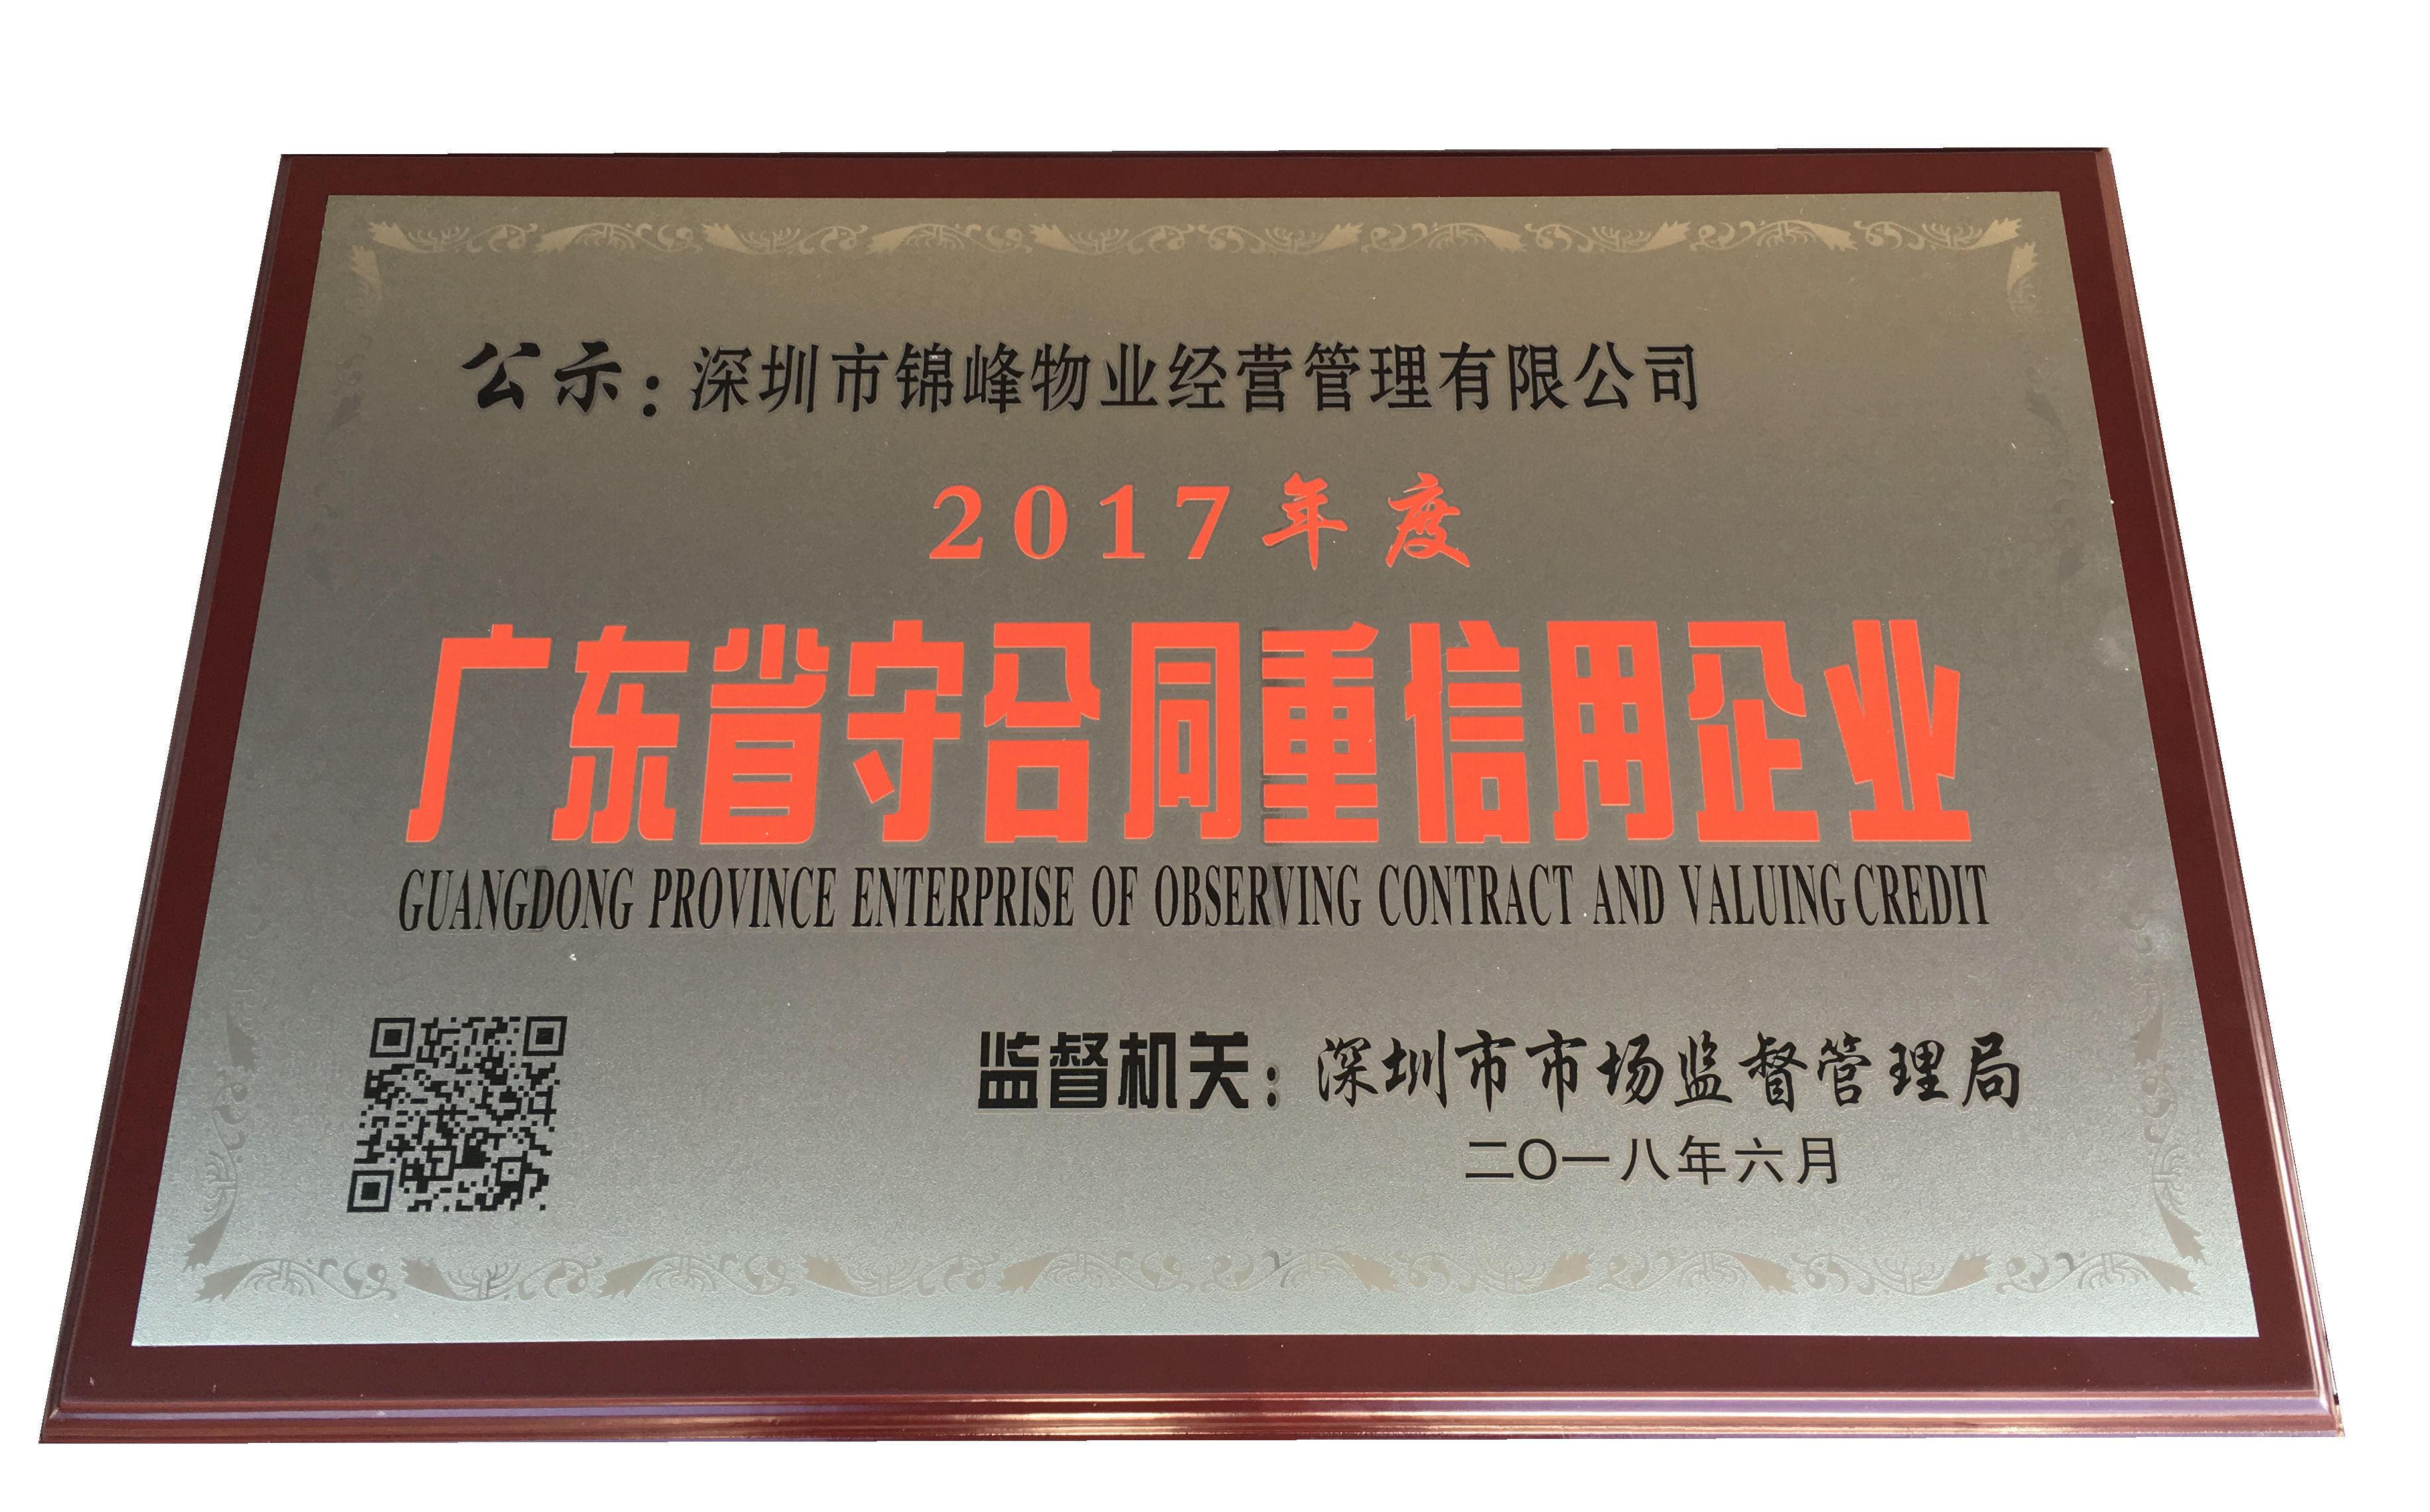 公示：深圳市锦峰物业经营管理有限公司
2017年度
广东省守合同重信用企业
GUANGDONG PROVINCE ENTERPRISE OF OBSERVING CONTRACT AND VALUING CREDIT
监督机关：深圳市市场监督管理局
二〇一八年六月